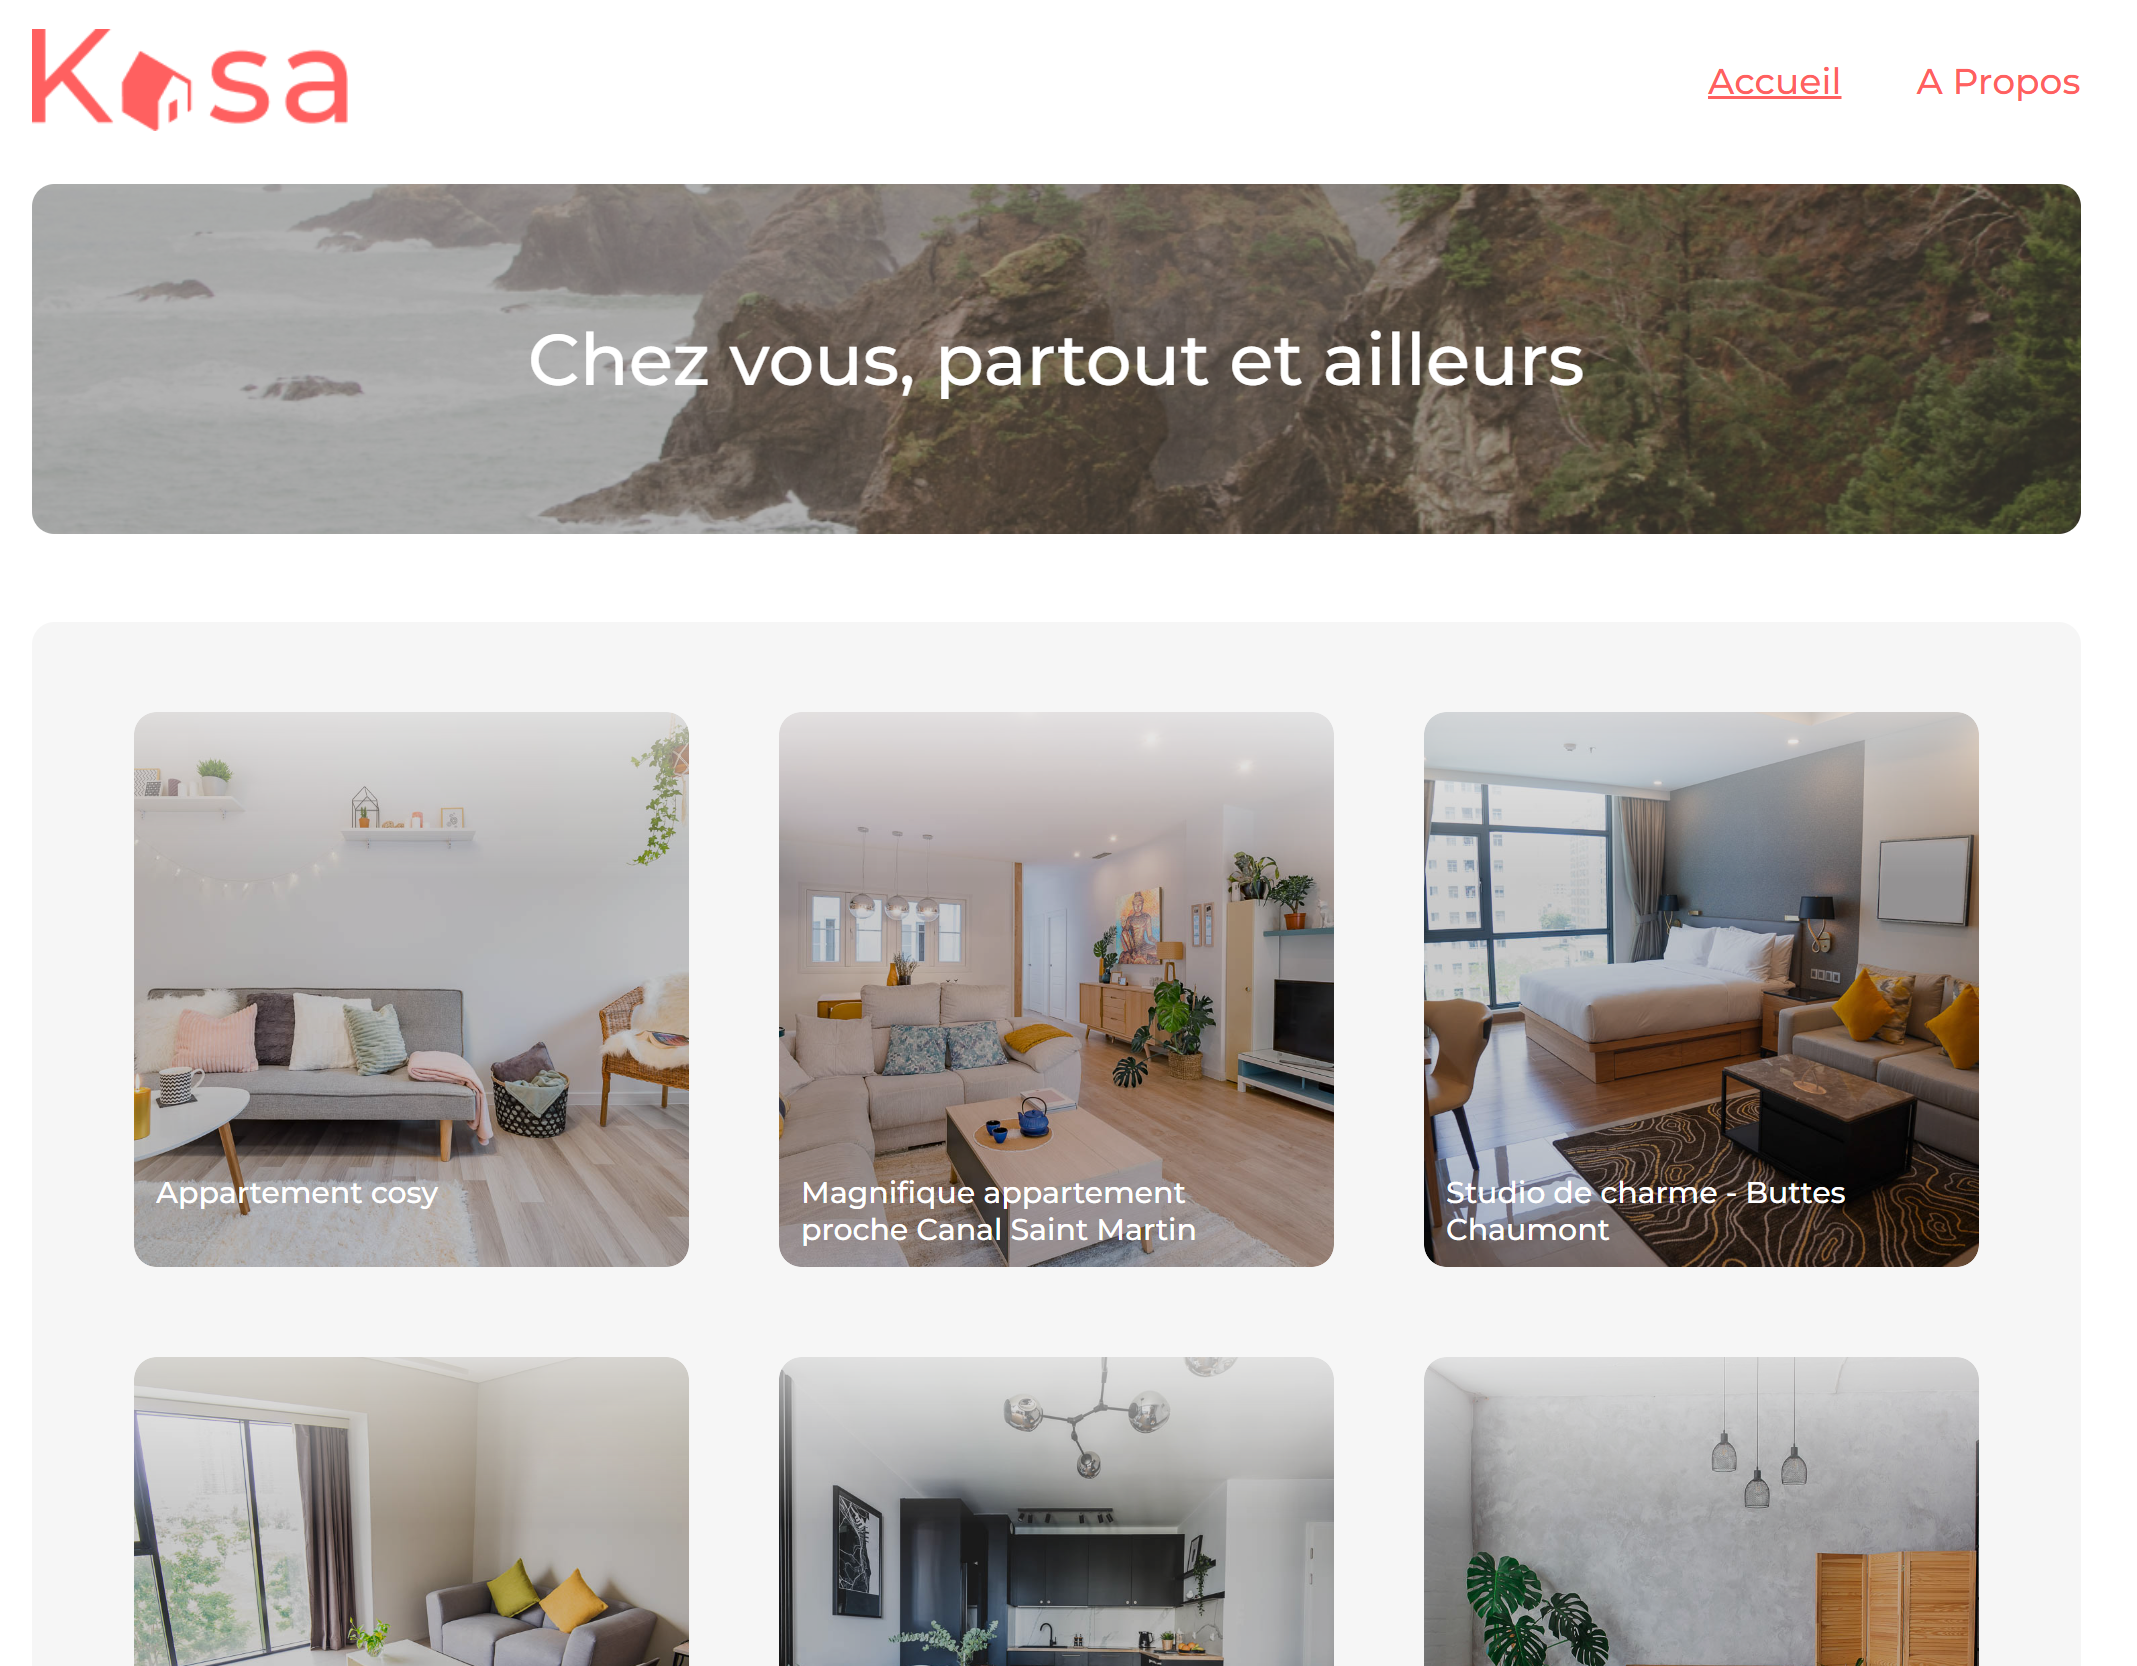 Kasa
Accueil
A Propos
Chez vous, partout et ailleurs
Appartement cosy
Magnifique appartement
proche Canal Saint Martin
Studio de charme - Buttes
Chaumont